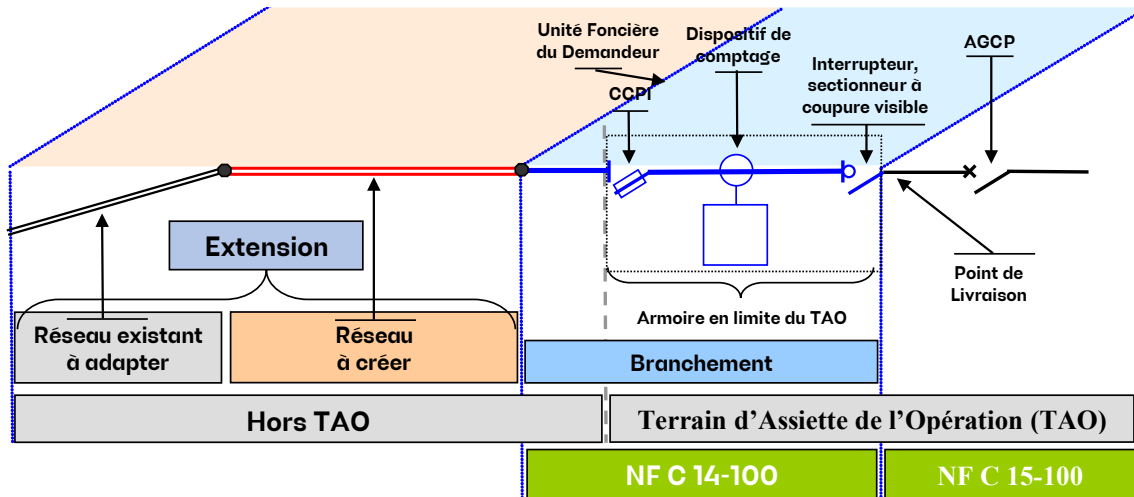 Unité Foncière
du Demandeur
Dispositif de
comptage
AGCP
Interrupteur,
sectionneur à
coupure visible
CCPI
Extension
Point de
Livraison
Armoire en limite du TAO
Réseau existant
à adapter
Réseau
à créer
Branchement
Hors TAO
Terrain d'Assiette de l'Opération (TAO)
NF C 14-100
NF C 15-100